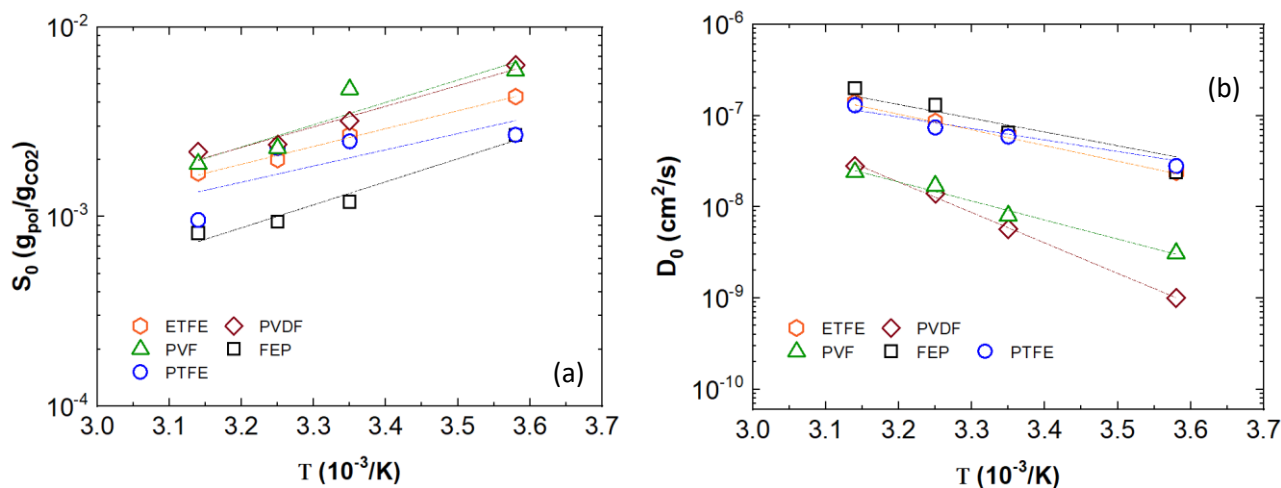 10⁻²
10⁻³
10⁻⁴
S₀ (g_pol/g_CO2)
ETFE PVDF
PVF FEP
PTFE
(a)
3.0 3.1 3.2 3.3 3.4 3.5 3.6 3.7
T (10⁻³/K)
10⁻⁶
10⁻⁷
10⁻⁸
10⁻⁹
10⁻¹⁰
D₀ (cm²/s)
(b)
ETFE PVDF
PVF FEP PTFE
3.0 3.1 3.2 3.3 3.4 3.5 3.6 3.7
T (10⁻³/K)